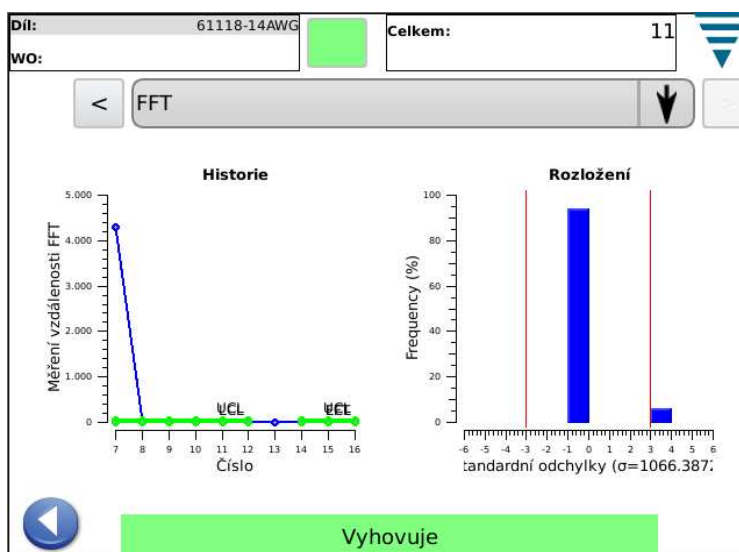 Díl: 61118-14AWG
WO:
Celkem: 11
< FFT >
Historie
5.000
4.000
3.000
2.000
1.000
0
Měření vzdálenosti FFT
UCL
LCL
UCL
LCL
7 8 9 10 11 12 13 14 15 16
Číslo
Rozložení
100
80
60
40
20
0
Frequency (%)
-6 -5 -4 -3 -2 -1 0 1 2 3 4 5 6
tandardní odchylky (σ=1066.3872
Vyhovuje